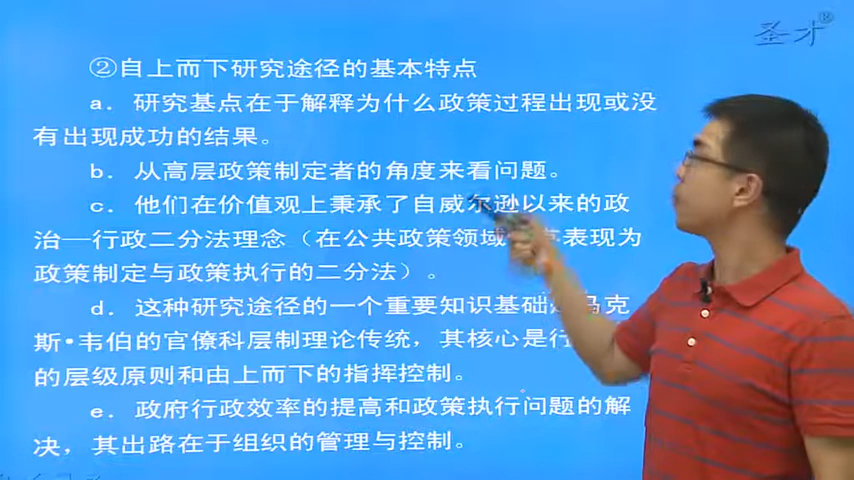 圣才®
②自上而下研究途径的基本特点
a．研究基点在于解释为什么政策过程出现或没
有出现成功的结果。
b．从高层政策制定者的角度来看问题。
c．他们在价值观上秉承了自威尔逊以来的政
治—行政二分法理念（在公共政策领域 表现为
政策制定与政策执行的二分法）。
d．这种研究途径的一个重要知识基础 马克
斯•韦伯的官僚科层制理论传统，其核心是行
的层级原则和由上而下的指挥控制。
e．政府行政效率的提高和政策执行问题的解
决，其出路在于组织的管理与控制。